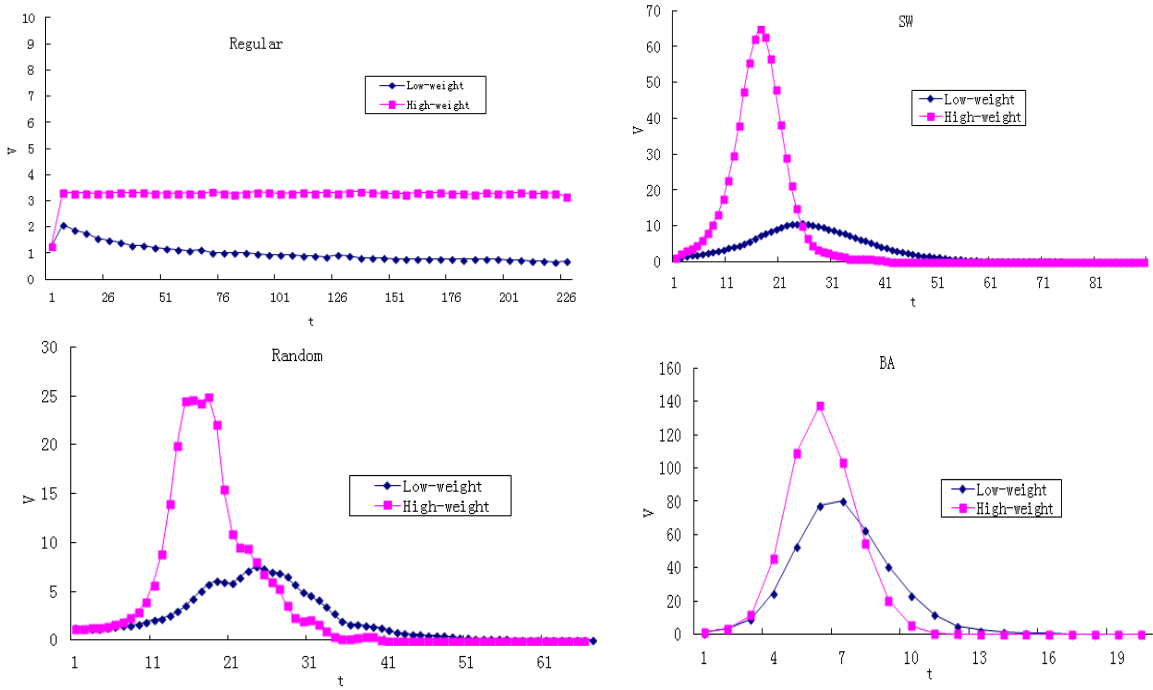 Regular
10
9
8
7
6
5
4
3
2
1
0
V
Low-weight
High-weight
1 26 51 76 101 126 151 176 201 226
t
SW
70
60
50
40
30
20
10
0
V
Low-weight
High-weight
1 11 21 31 41 51 61 71 81
t
Random
30
25
20
15
10
5
0
V
Low-weight
High-weight
1 11 21 31 41 51 61
t
BA
160
140
120
100
80
60
40
20
0
V
Low-weight
High-weight
1 4 7 10 13 16 19
t